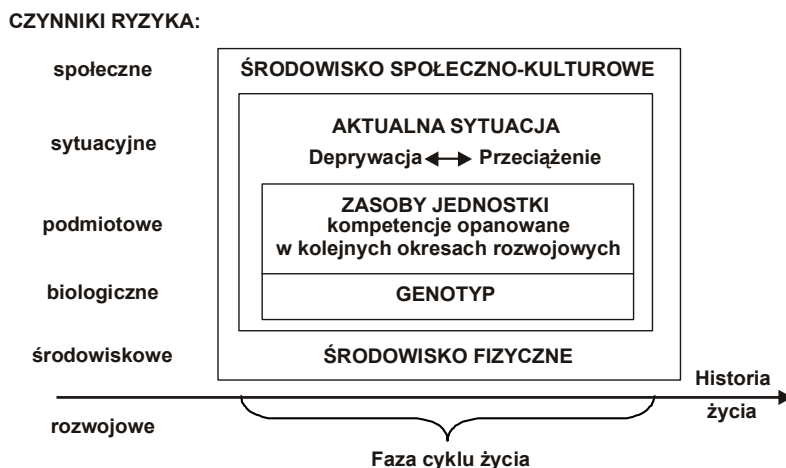 CZYNNIKI RYZYKA:
społeczne
ŚRODOWISKO SPOŁECZNO-KULTUROWE
sytuacyjne
AKTUALNA SYTUACJA
Deprywacja Przeciążenie
podmiotowe
ZASOBY JEDNOSTKI
kompetencje opanowane
w kolejnych okresach rozwojowych
biologiczne
GENOTYP
środowiskowe
ŚRODOWISKO FIZYCZNE
Historia
życia
rozwojowe
Faza cyklu życia